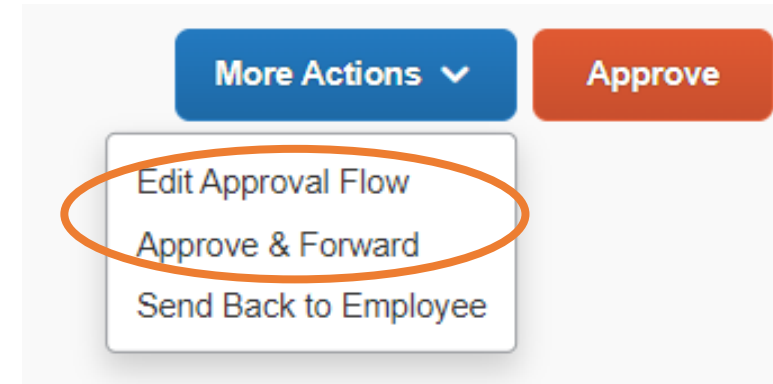 More Actions
Approve
Edit Approval Flow
Approve & Forward
Send Back to Employee